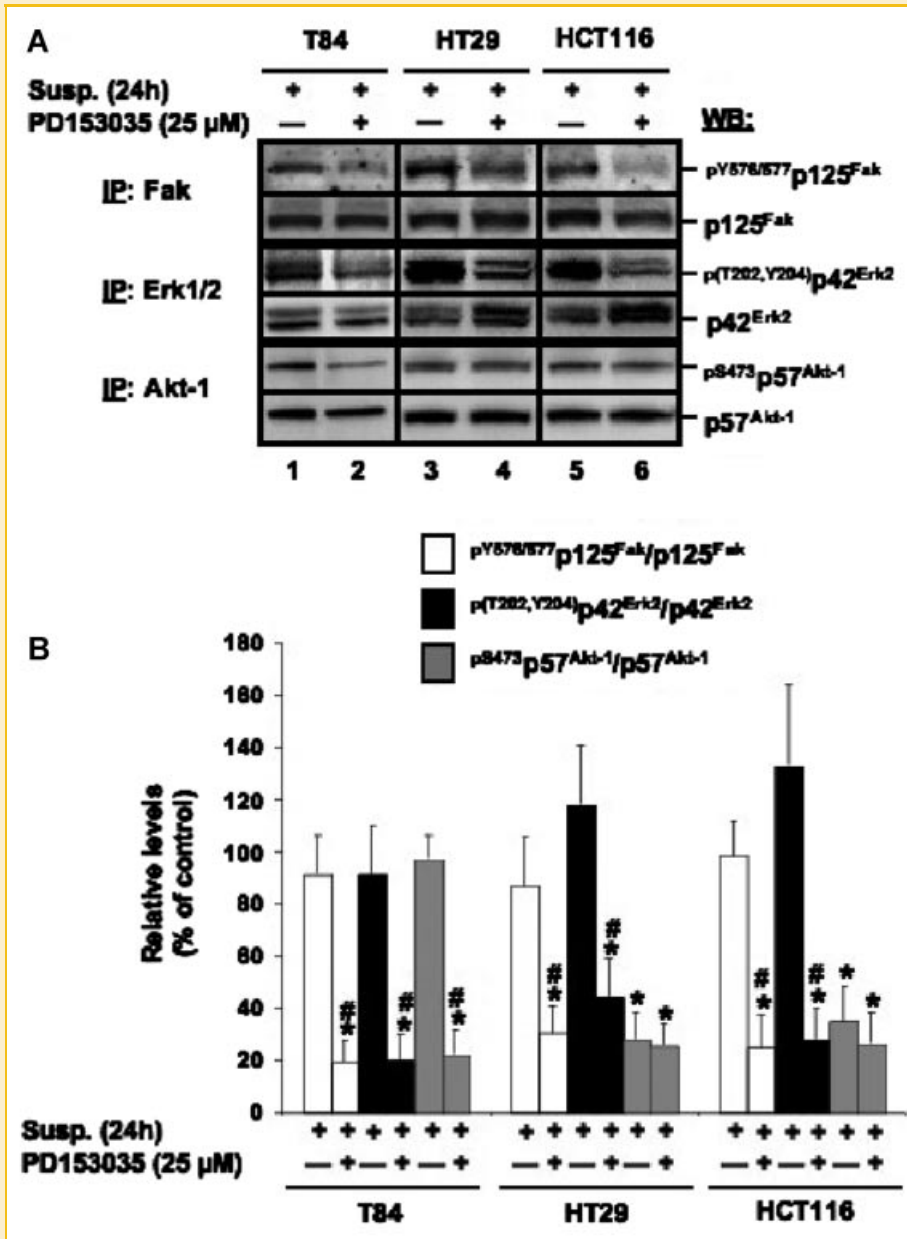 A
T84 HT29 HCT116
Susp. (24h) + + + + + +
PD153035 (25 µM) — + — + — + WB:
IP: Fak
pY576/577p125Fak
p125Fak
IP: Erk1/2
p(T202,Y204)p42Erk2
p42Erk2
IP: Akt-1
pS473p57Akt-1
p57Akt-1
1 2 3 4 5 6
pY576/577p125Fak/p125Fak
p(T202,Y204)p42Erk2/p42Erk2
pS473p57Akt-1/p57Akt-1
B
Relative levels
(% of control)
180
160
140
120
100
80
60
40
20
0
#* #* #* #* #* * * #* #* * *
Susp. (24h) + + + + + + + + + + + + + + + + + +
PD153035 (25 µM) — + — + — + — + — + — + — + — + — +
T84 HT29 HCT116